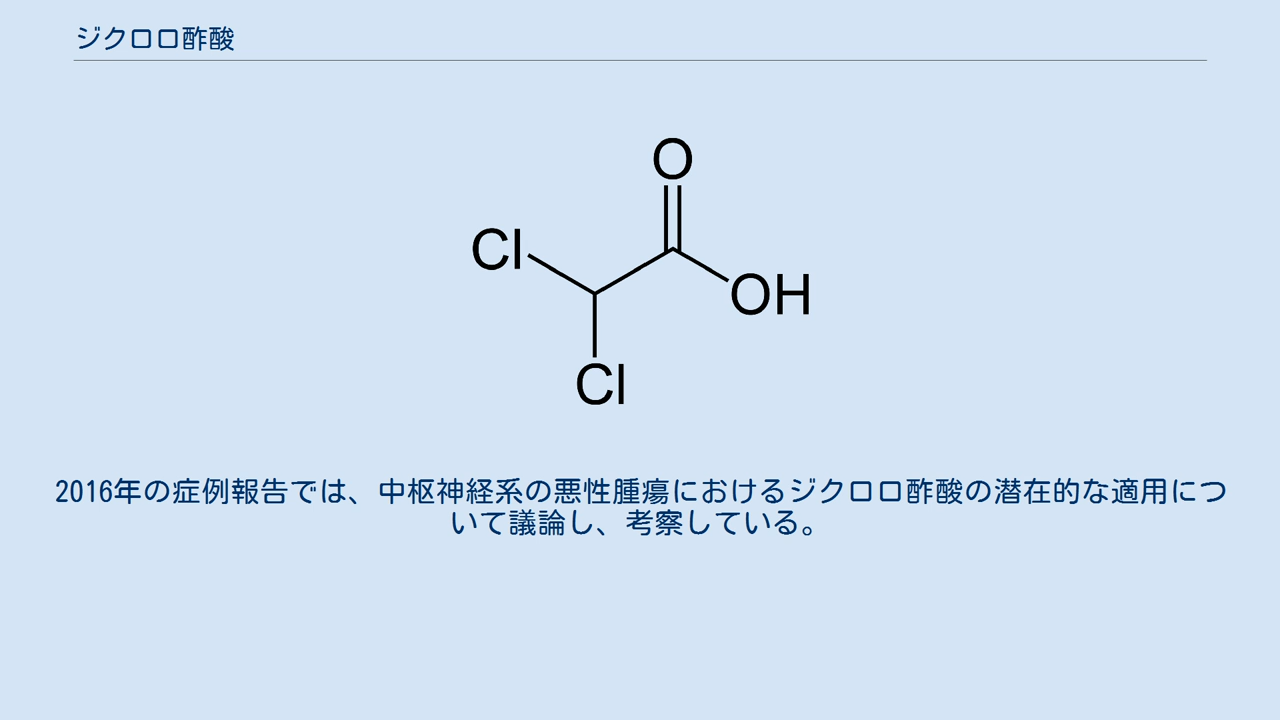 ジクロロ酢酸
O
Cl
OH
Cl
2016年の症例報告では、中枢神経系の悪性腫瘍におけるジクロロ酢酸の潜在的な適用につ
いて議論し、考察している。